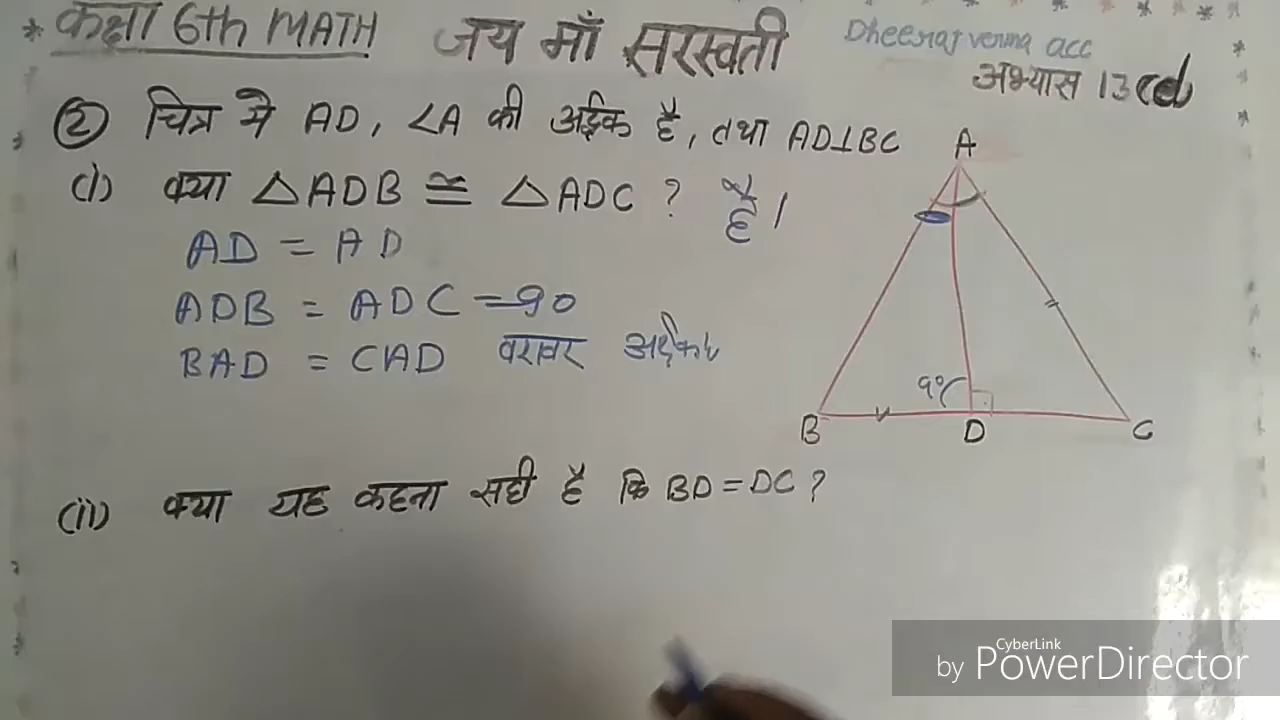 * कक्षा 6th MATH जय माँ सरस्वती
Dheeraj verma acc
अभ्यास 13
② चित्र मे AD, ∠A की अर्द्धक है, तथा AD⊥BC
(i) क्या △ADB ≅ △ADC ? है।
AD = AD
ADB = ADC = 90
BAD = CAD बराबर
(ii) क्या यह कहना सही है कि BD = DC ?
A
90
B D C
CyberLink
by PowerDirector